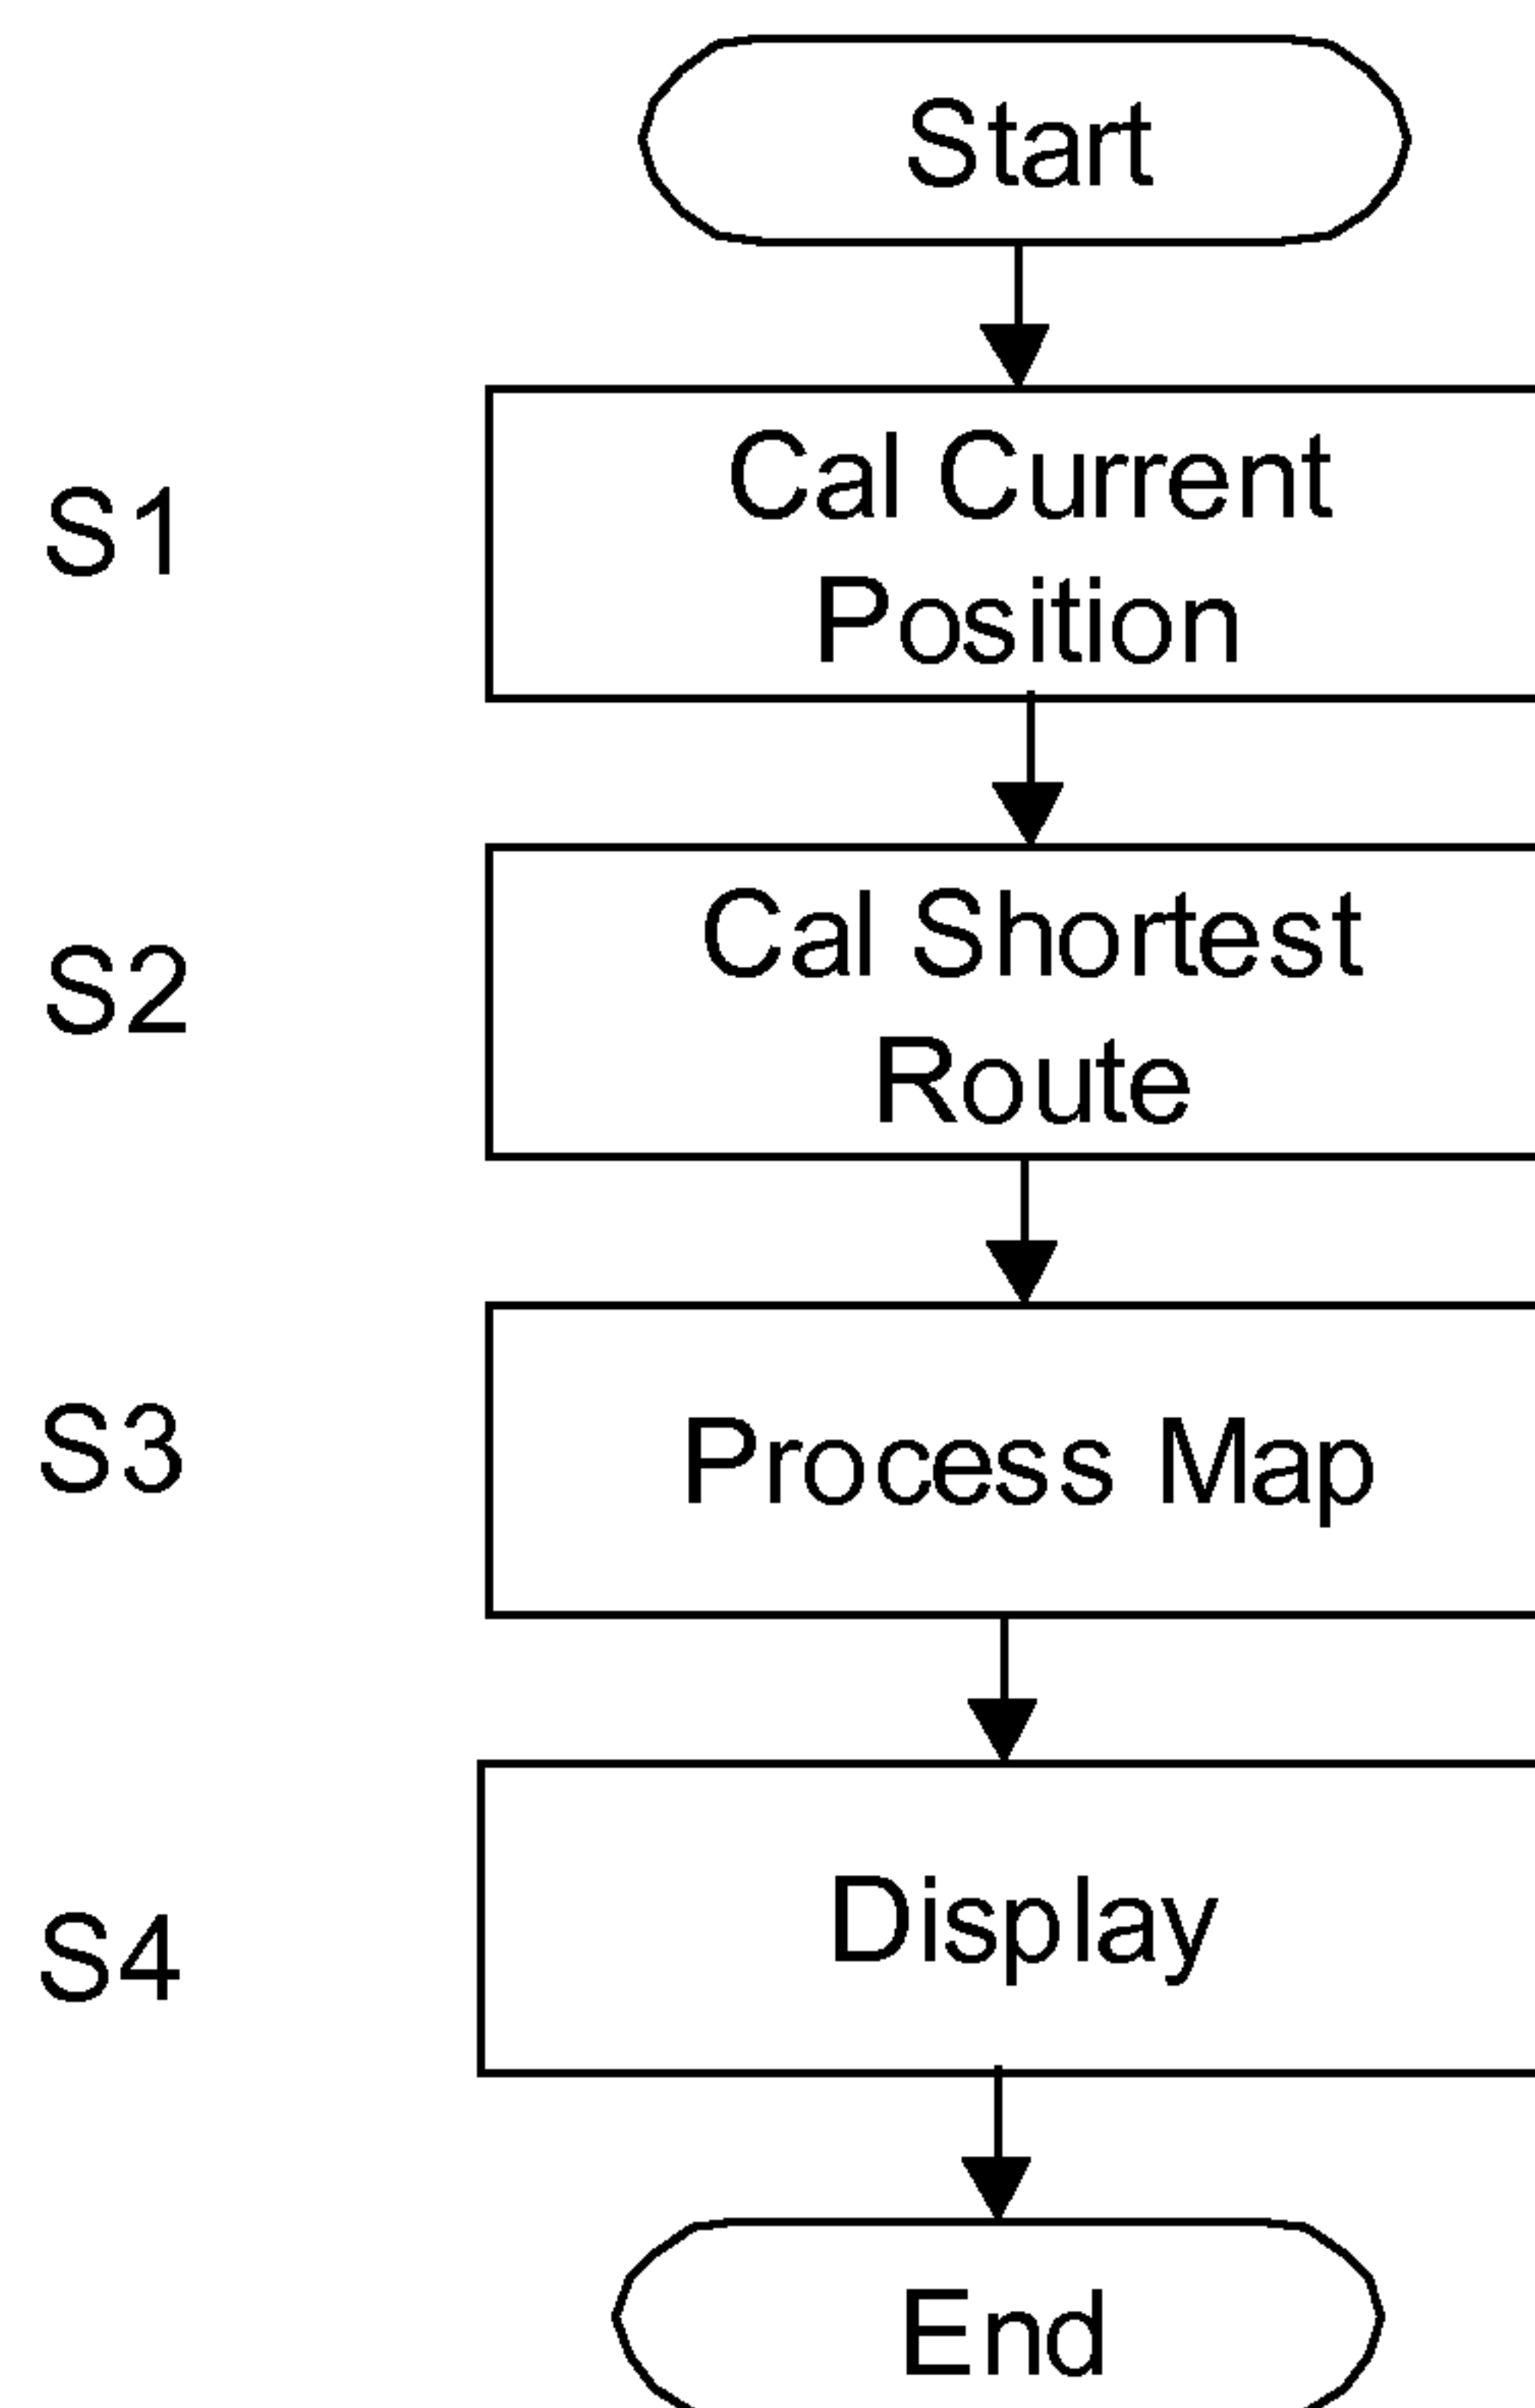 Start
S1
Cal Current
Position
S2
Cal Shortest
Route
S3
Process Map
S4
Display
End